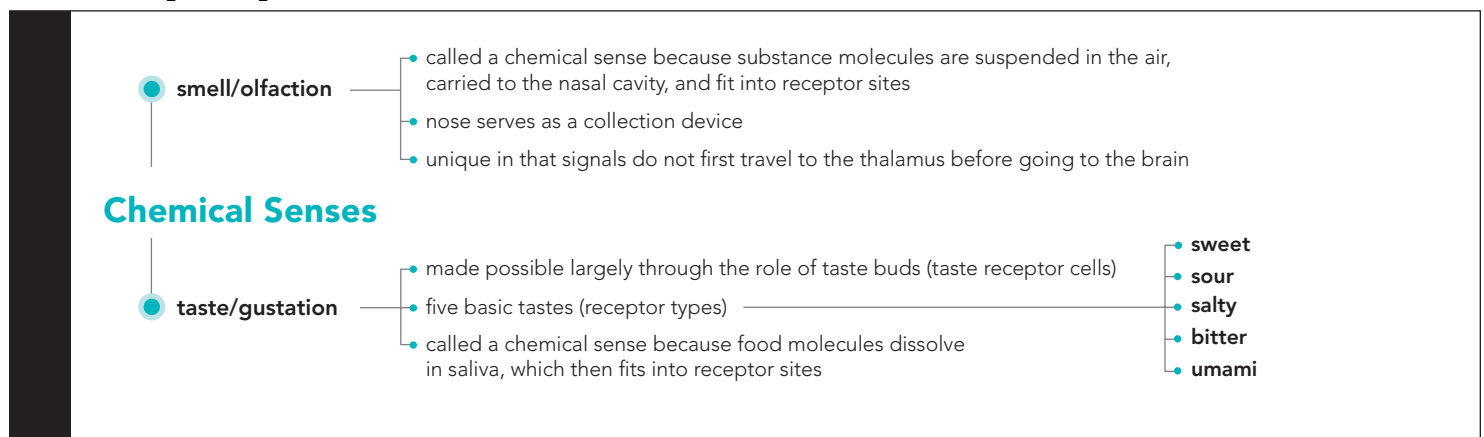 smell/olfaction
called a chemical sense because substance molecules are suspended in the air,
carried to the nasal cavity, and fit into receptor sites
nose serves as a collection device
unique in that signals do not first travel to the thalamus before going to the brain
Chemical Senses
taste/gustation
made possible largely through the role of taste buds (taste receptor cells)
five basic tastes (receptor types)
sweet
sour
salty
bitter
umami
called a chemical sense because food molecules dissolve
in saliva, which then fits into receptor sites